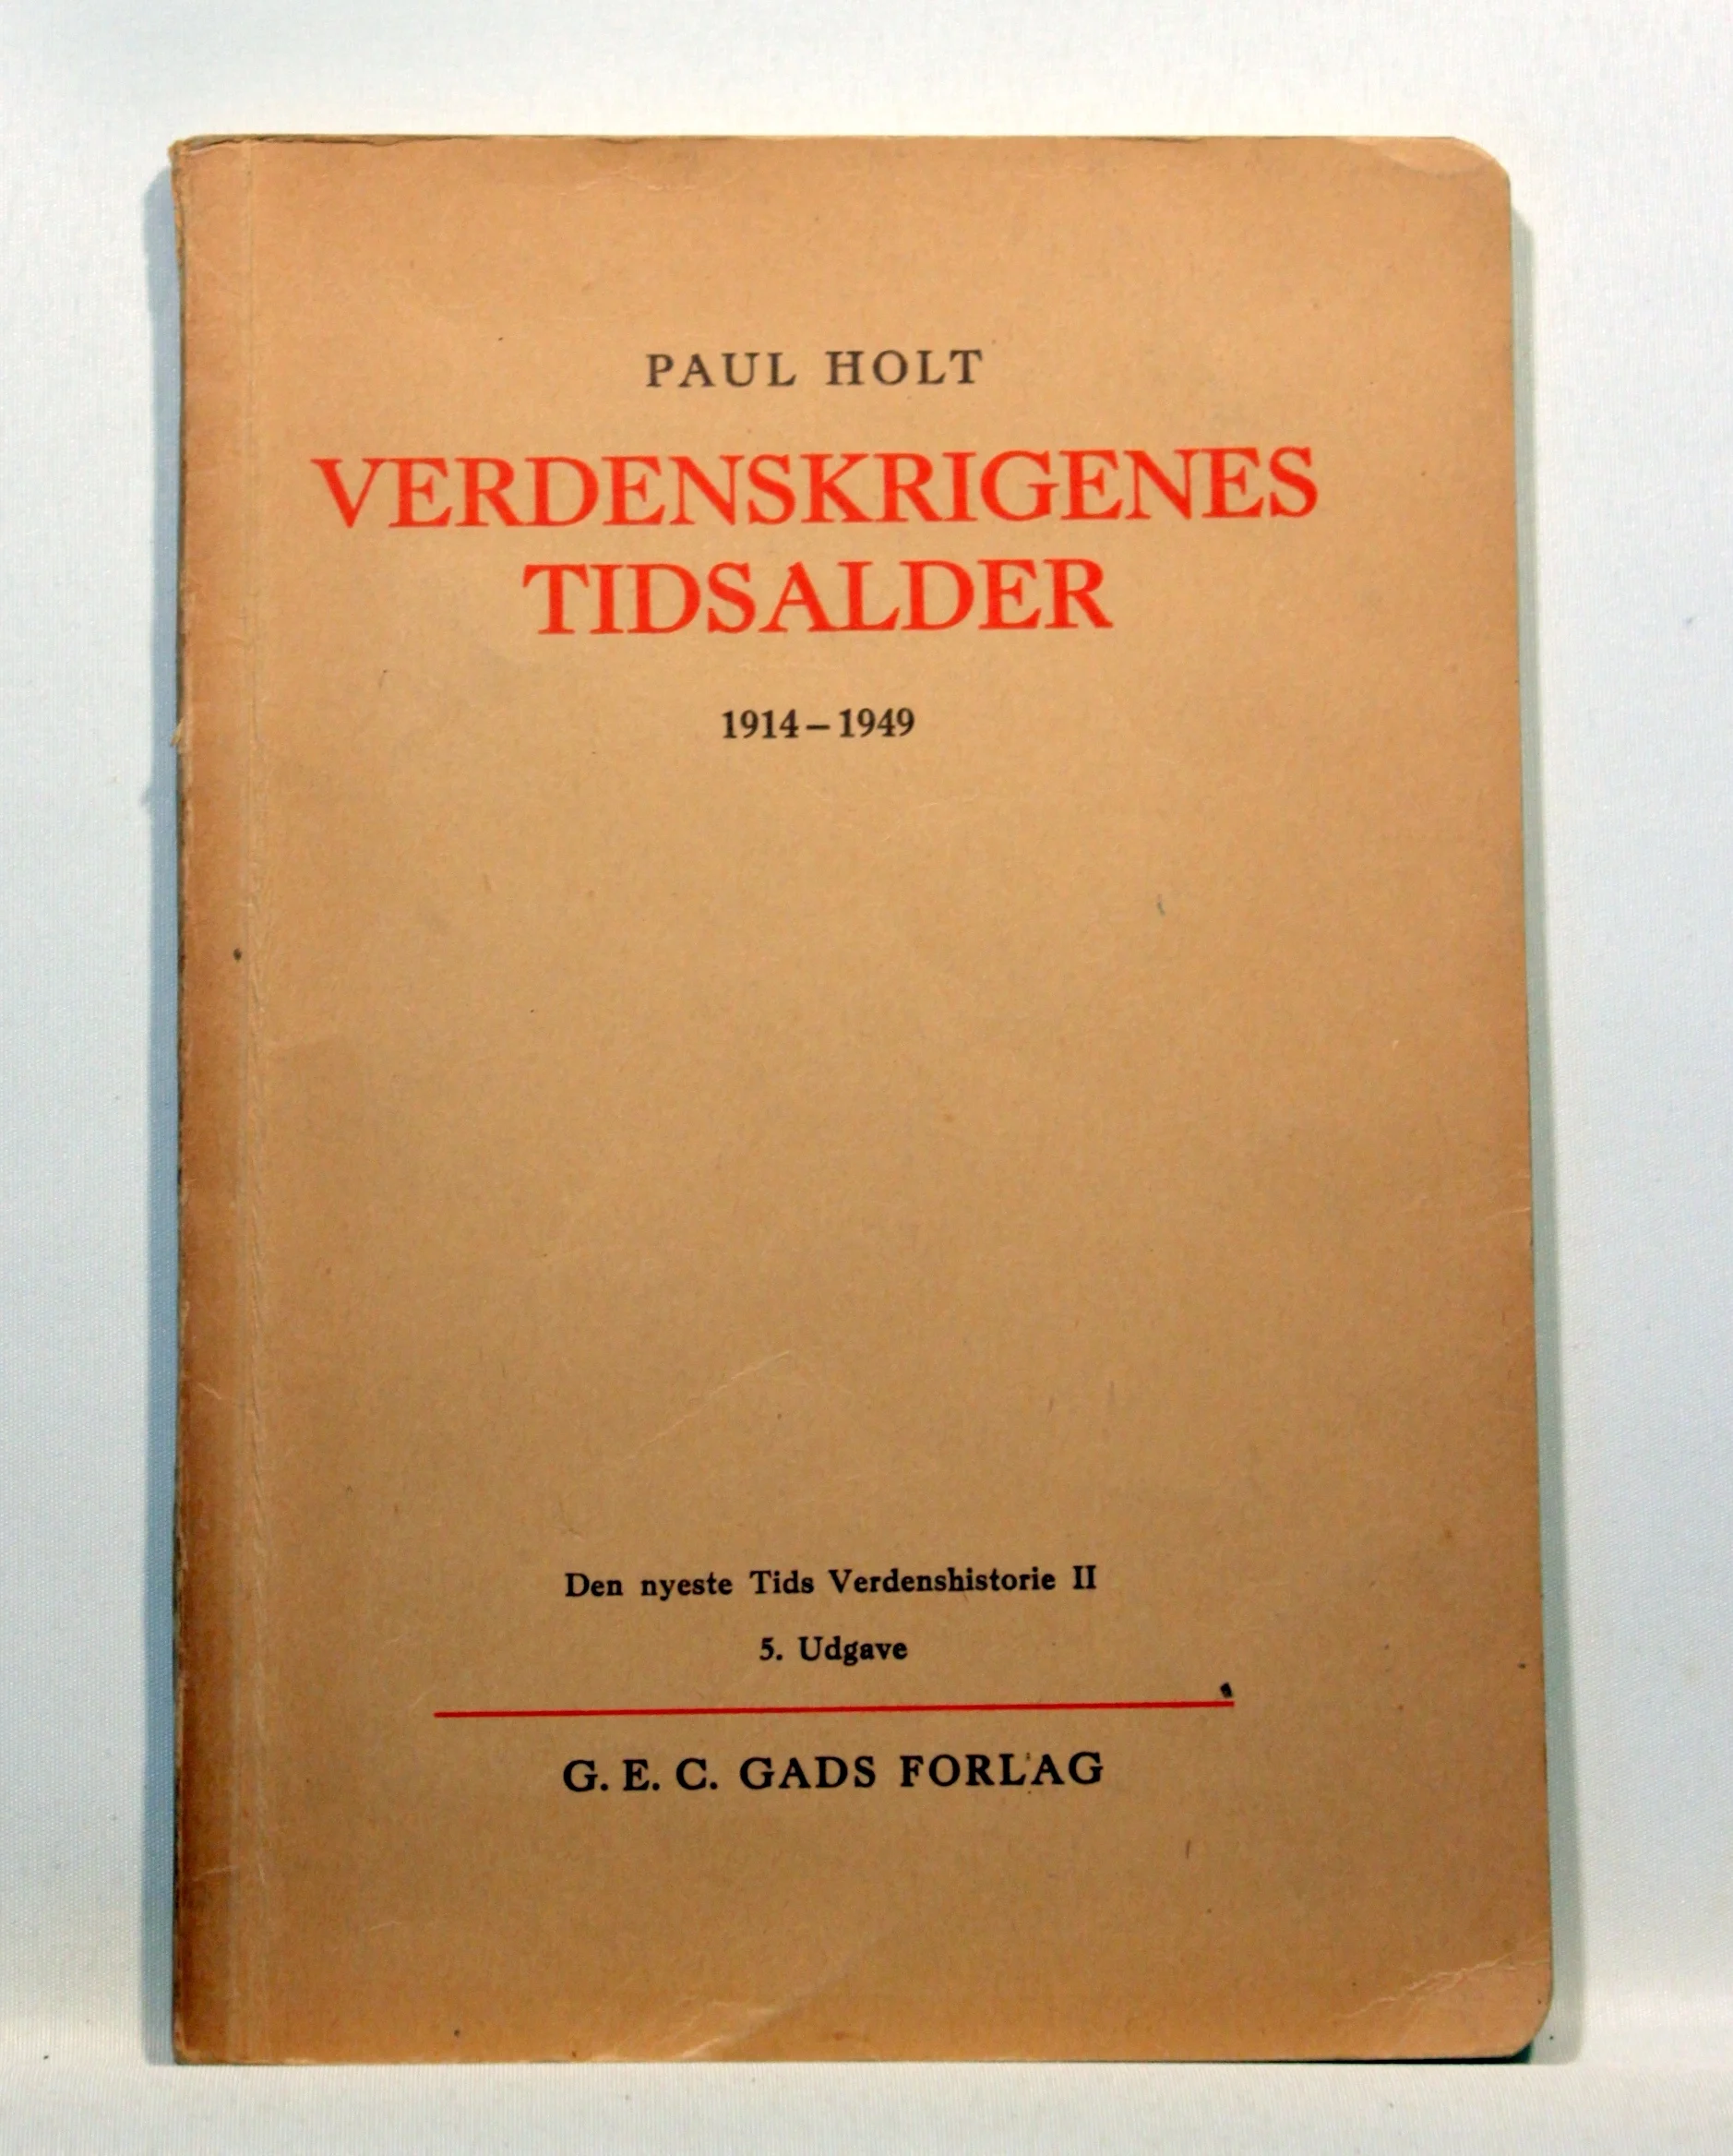 PAUL HOLT
VERDENSKRIGENES
TIDSALDER
1914 – 1949
Den nyeste Tids Verdenshistorie II
5. Udgave
G. E. C. GADS FORLAG